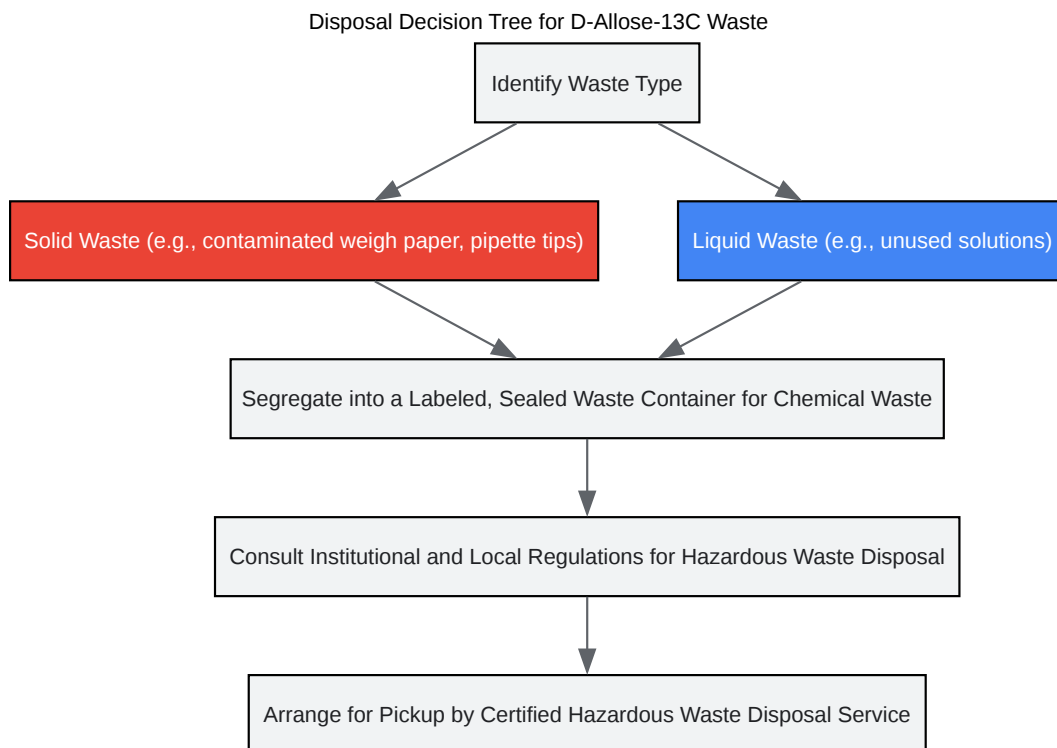 Disposal Decision Tree for D-Allose-13C Waste
Identify Waste Type
Solid Waste (e.g., contaminated weigh paper, pipette tips)
Liquid Waste (e.g., unused solutions)
Segregate into a Labeled, Sealed Waste Container for Chemical Waste
Consult Institutional and Local Regulations for Hazardous Waste Disposal
Arrange for Pickup by Certified Hazardous Waste Disposal Service